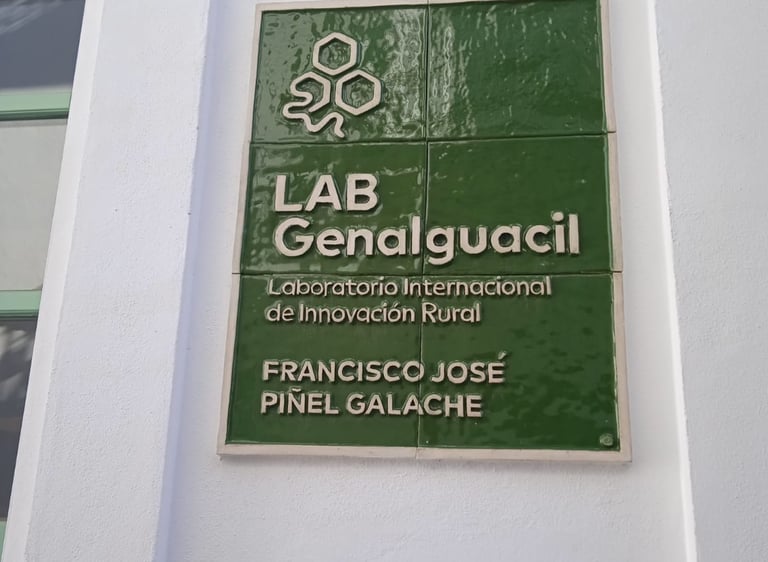 LAB
Genalguacil
Laboratorio Internacional
de Innovación Rural
FRANCISCO JOSÉ
PIÑEL GALACHE